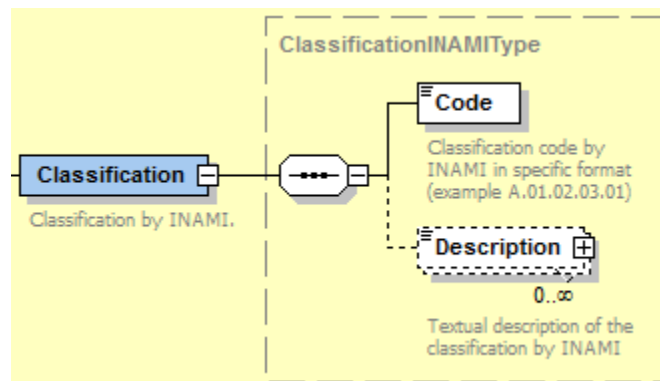 ClassificationINAMIType
Code
Classification code by
INAMI in specific format
(example A.01.02.03.01)
Classification
Classification by INAMI.
Description
0..∞
Textual description of the
classification by INAMI